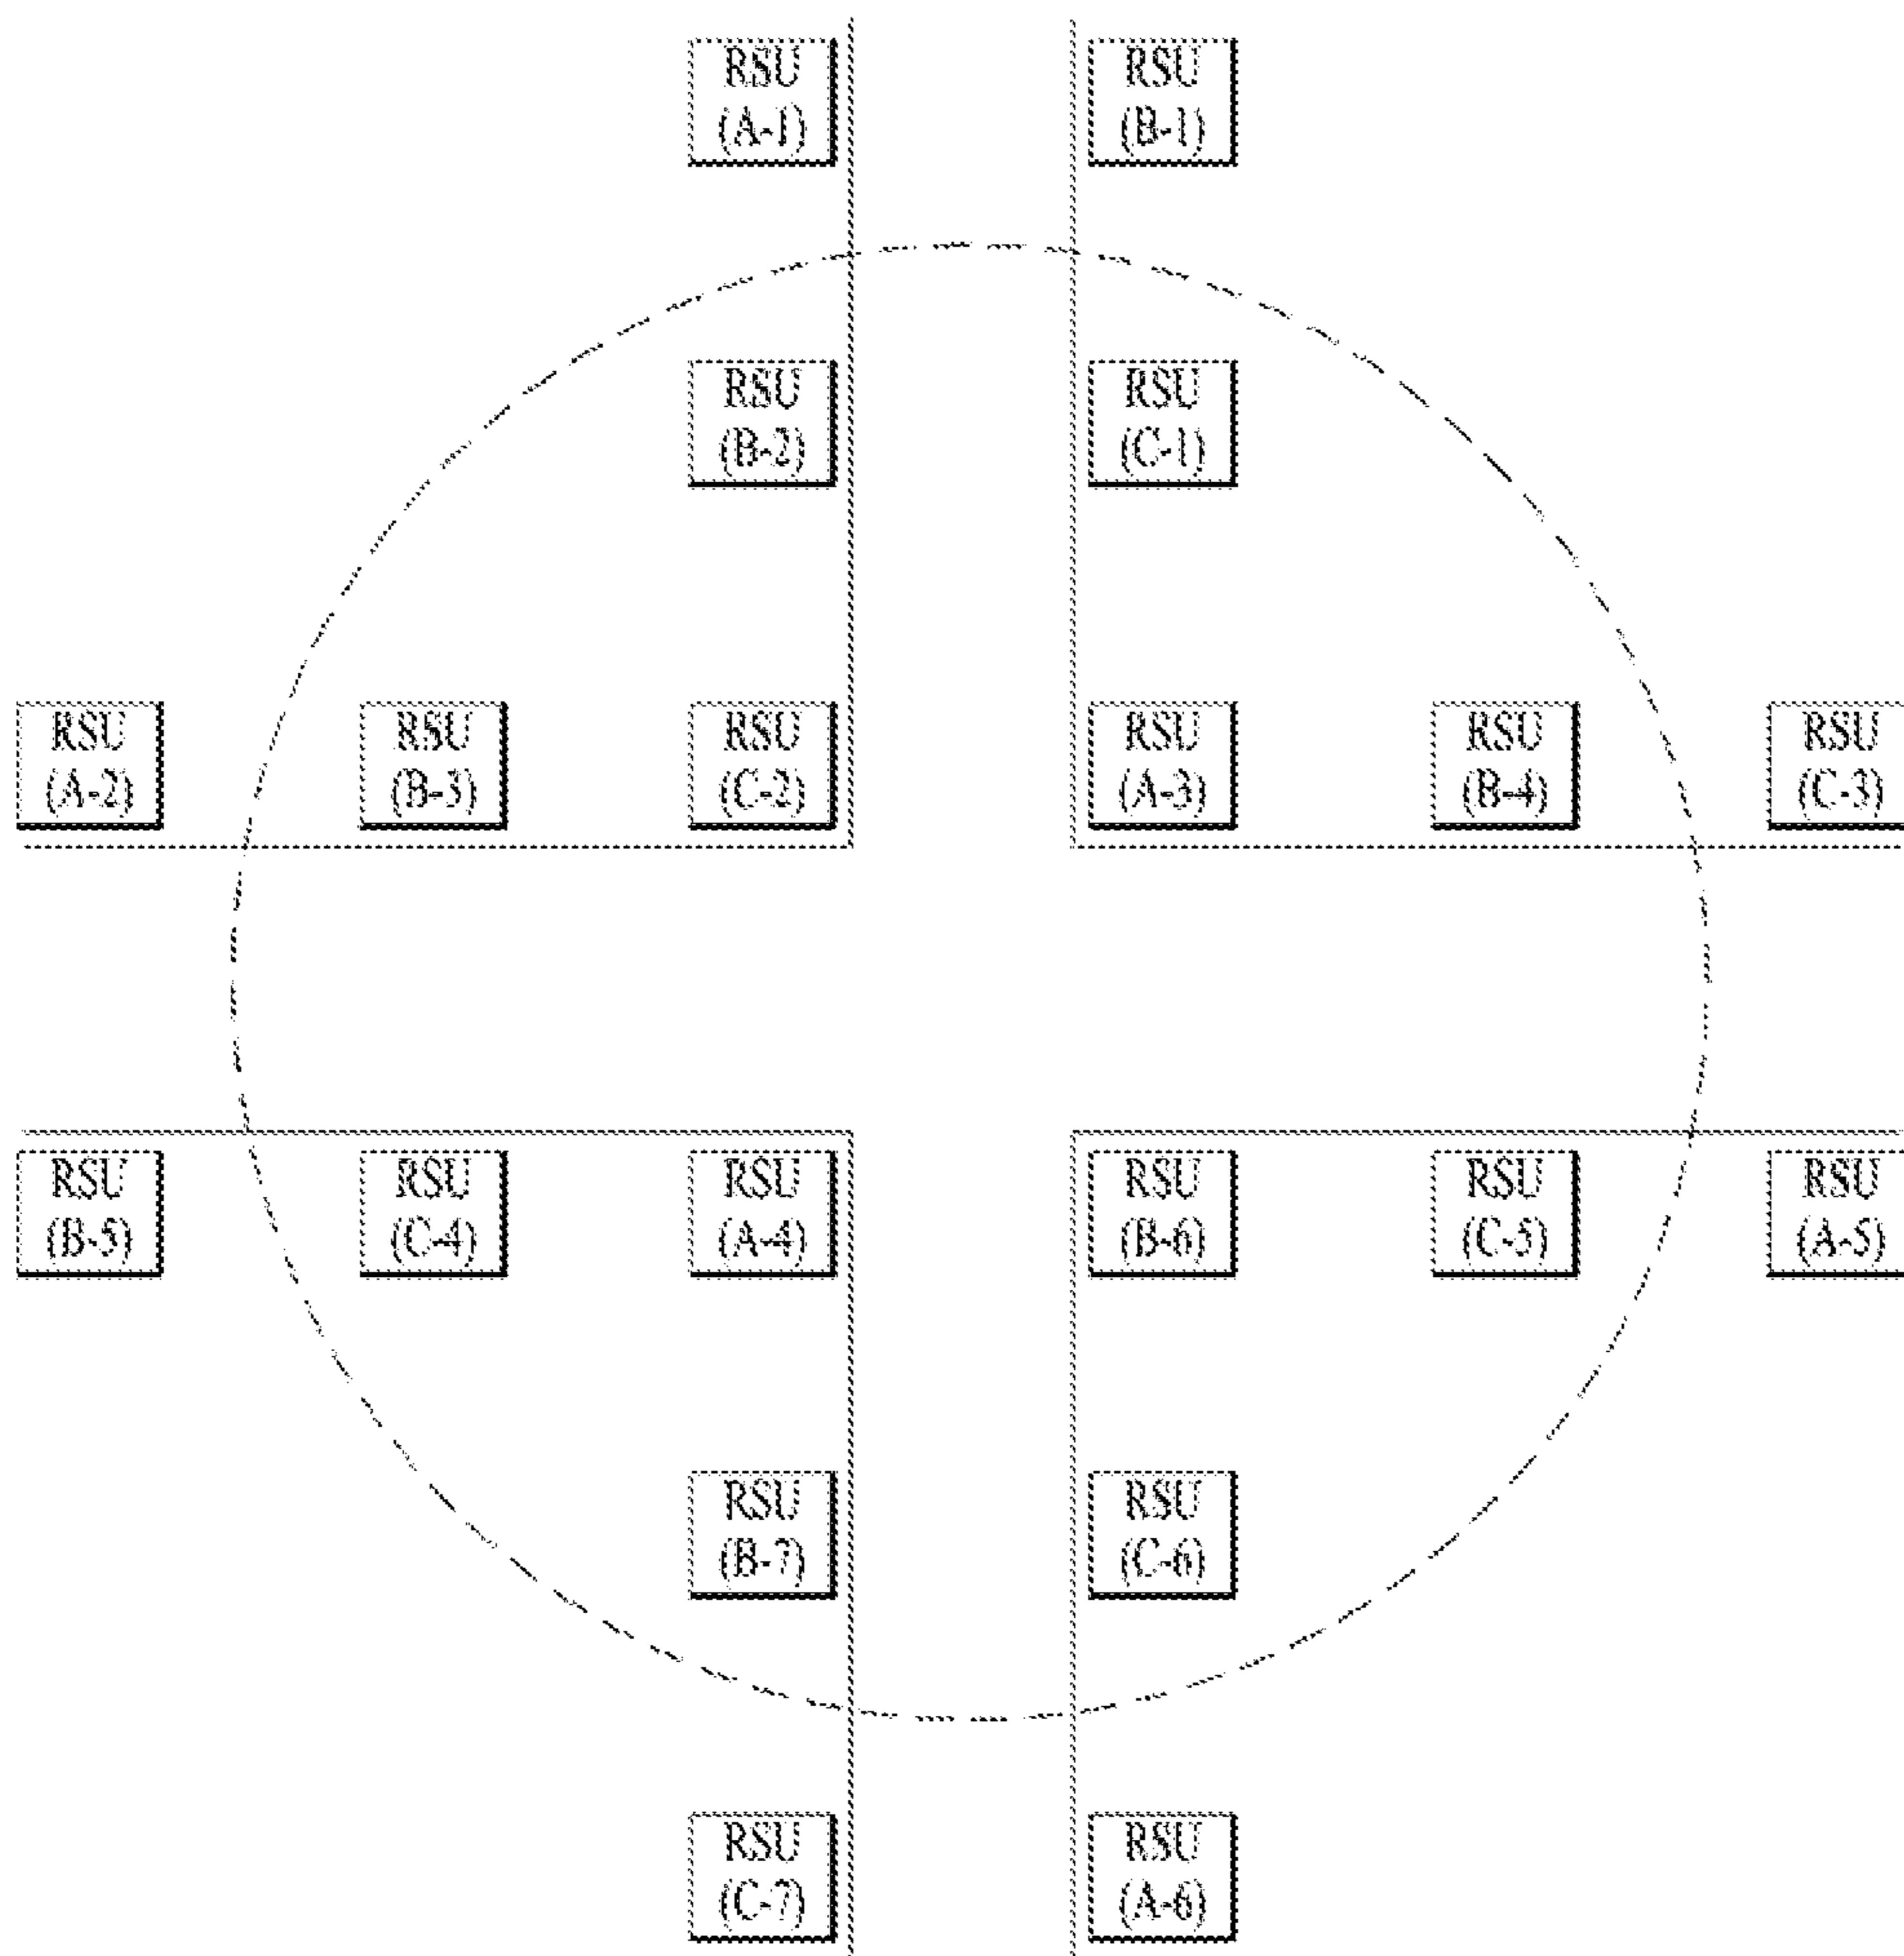 RSU
(A-1)
RSU
(B-1)
RSU
(B-2)
RSU
(C-1)
RSU
(A-2)
RSU
(B-3)
RSU
(C-2)
RSU
(A-3)
RSU
(B-4)
RSU
(C-3)
RSU
(B-5)
RSU
(C-4)
RSU
(A-4)
RSU
(B-6)
RSU
(C-5)
RSU
(A-5)
RSU
(B-7)
RSU
(C-6)
RSU
(C-7)
RSU
(A-6)